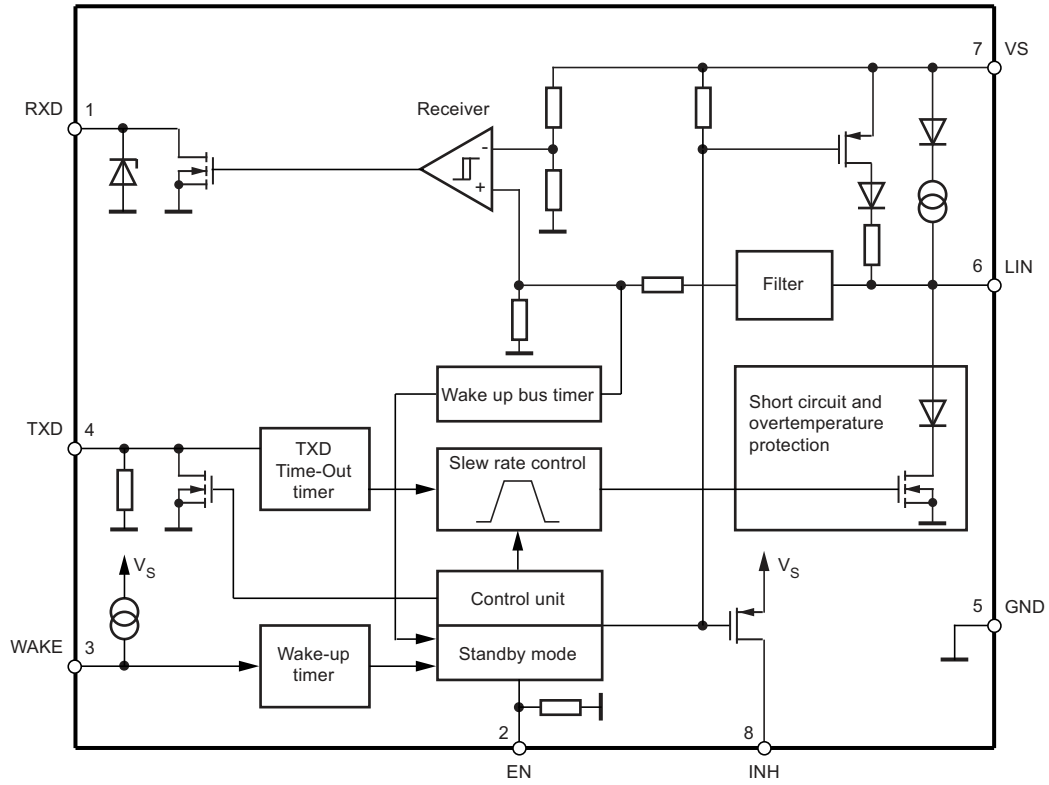 7
VS
RXD
1
Receiver
-
+
6
LIN
Filter
Wake up bus timer
Short circuit and
overtemperature
protection
TXD
4
TXD
Time-Out
timer
Slew rate control
VS
VS
Control unit
5
GND
WAKE
3
Wake-up
timer
Standby mode
2
8
EN
INH